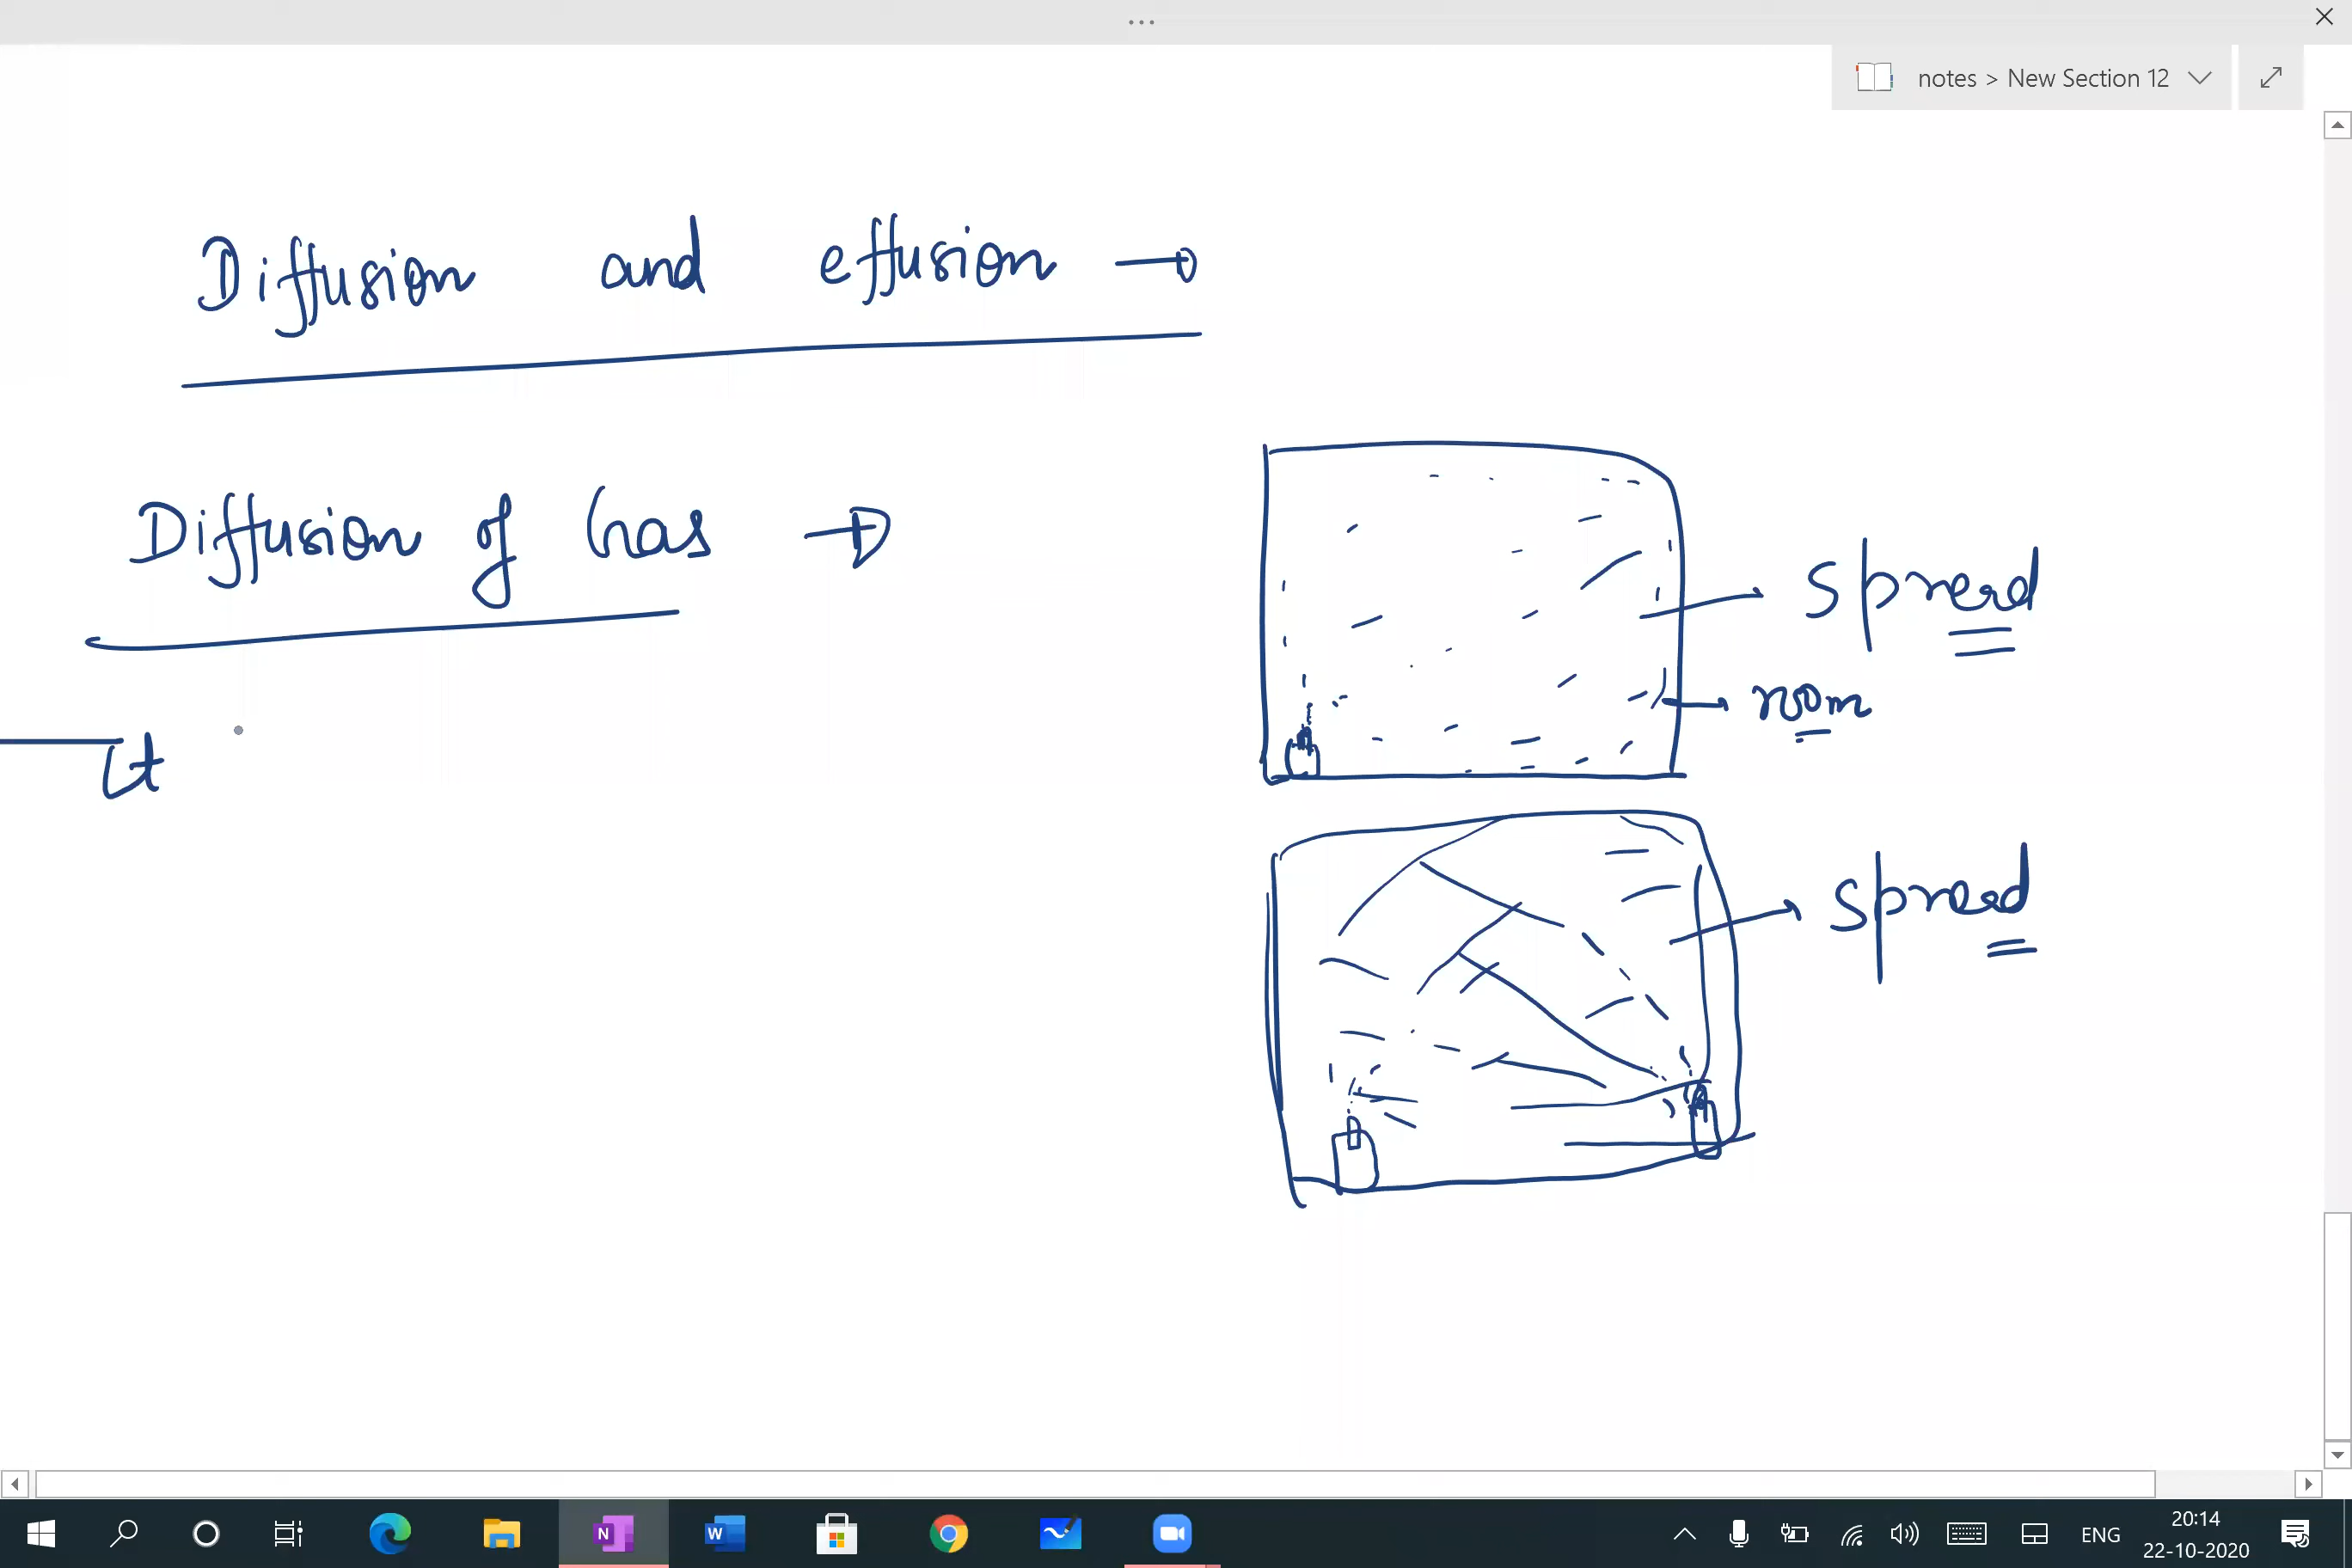 notes > New Section 12
Diffusion and effusion →
Diffusion of Gas →
spread
room
It
spread
ENG
20:14
22-10-2020